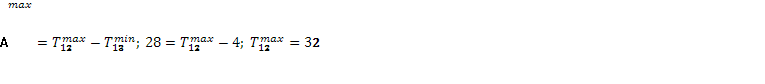 max
A = T₁₂ᵐᵃˣ − T₁₃ᵐⁱⁿ; 28 = T₁₂ᵐᵃˣ − 4; T₁₂ᵐᵃˣ = 32